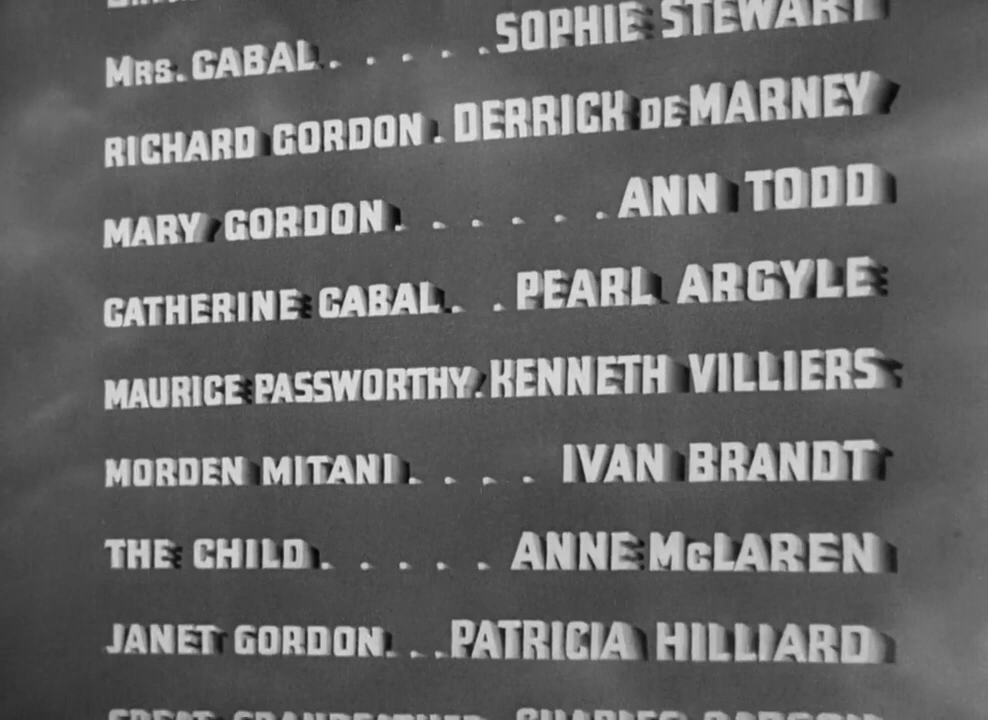 Mrs. CABAL. . . . . SOPHIE STEWART
RICHARD GORDON. DERRICK DE MARNEY
MARY GORDON. . . . . . ANN TODD
CATHERINE CABAL. . PEARL ARGYLE
MAURICE PASSWORTHY. KENNETH VILLIERS
MORDEN MITANI. . . . IVAN BRANDT
THE CHILD. . . . . ANNE McLAREN
JANET GORDON. . . PATRICIA HILLIARD